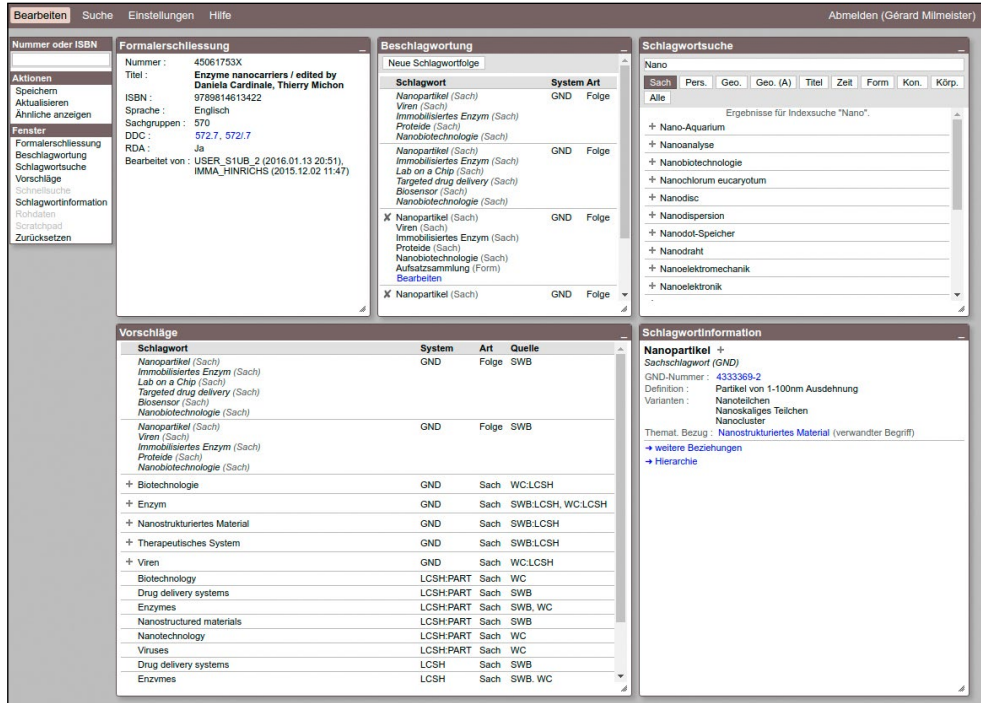 Bearbeiten Suche Einstellungen Hilfe Abmelden (Gérard Milmeister)
Nummer oder ISBN
Aktionen
Speichern
Aktualisieren
Ähnliche anzeigen
Fenster
Formalerschliessung
Beschlagwortung
Schlagwortsuche
Vorschläge
Schnellsuche
Schlagwortinformation
Rohdaten
Scratchpad
Zurücksetzen
Formalerschliessung
Nummer : 45061753X
Titel : Enzyme nanocarriers / edited by
Daniela Cardinale, Thierry Michon
ISBN : 9789814613422
Sprache : Englisch
Sachgruppen : 570
DDC : 572.7, 572/.7
RDA : Ja
Bearbeitet von : USER_S1UB_2 (2016.01.13 20:51),
IMMA_HINRICHS (2015.12.02 11:47)
Beschlagwortung
Neue Schlagwortfolge
Schlagwort System Art
Nanopartikel (Sach) GND Folge
Viren (Sach)
Immobilisiertes Enzym (Sach)
Proteide (Sach)
Nanobiotechnologie (Sach)
Nanopartikel (Sach) GND Folge
Immobilisiertes Enzym (Sach)
Lab on a Chip (Sach)
Targeted drug delivery (Sach)
Biosensor (Sach)
Nanobiotechnologie (Sach)
✘ Nanopartikel (Sach) GND Folge
Viren (Sach)
Immobilisiertes Enzym (Sach)
Proteide (Sach)
Nanobiotechnologie (Sach)
Aufsatzsammlung (Form)
Bearbeiten
✘ Nanopartikel (Sach) GND Folge
Schlagwortsuche
Nano
Sach Pers. Geo. Geo. (A) Titel Zeit Form Kon. Körp.
Alle
Ergebnisse für Indexsuche "Nano".
+ Nano-Aquarium
+ Nanoanalyse
+ Nanobiotechnologie
+ Nanochlorum eucaryotum
+ Nanodisc
+ Nanodispersion
+ Nanodot-Speicher
+ Nanodraht
+ Nanoelektromechanik
+ Nanoelektronik
Vorschläge
Schlagwort System Art Quelle
Nanopartikel (Sach) GND Folge SWB
Immobilisiertes Enzym (Sach)
Lab on a Chip (Sach)
Targeted drug delivery (Sach)
Biosensor (Sach)
Nanobiotechnologie (Sach)
Nanopartikel (Sach) GND Folge SWB
Viren (Sach)
Immobilisiertes Enzym (Sach)
Proteide (Sach)
Nanobiotechnologie (Sach)
+ Biotechnologie GND Sach WC:LCSH
+ Enzym GND Sach SWB:LCSH, WC:LCSH
+ Nanostrukturiertes Material GND Sach SWB:LCSH
+ Therapeutisches System GND Sach SWB:LCSH
+ Viren GND Sach WC:LCSH
Biotechnology LCSH:PART Sach WC
Drug delivery systems LCSH:PART Sach SWB
Enzymes LCSH:PART Sach SWB, WC
Nanostructured materials LCSH:PART Sach SWB
Nanotechnology LCSH:PART Sach WC
Viruses LCSH:PART Sach WC
Drug delivery systems LCSH Sach SWB
Enzymes LCSH Sach SWB, WC
Schlagwortinformation
Nanopartikel +
Sachschlagwort (GND)
GND-Nummer : 4333369-2
Definition : Partikel von 1-100nm Ausdehnung
Varianten : Nanoteilchen
Nanoskaliges Teilchen
Nanocluster
Themat. Bezug : Nanostrukturiertes Material (verwandter Begriff)
→ weitere Beziehungen
→ Hierarchie